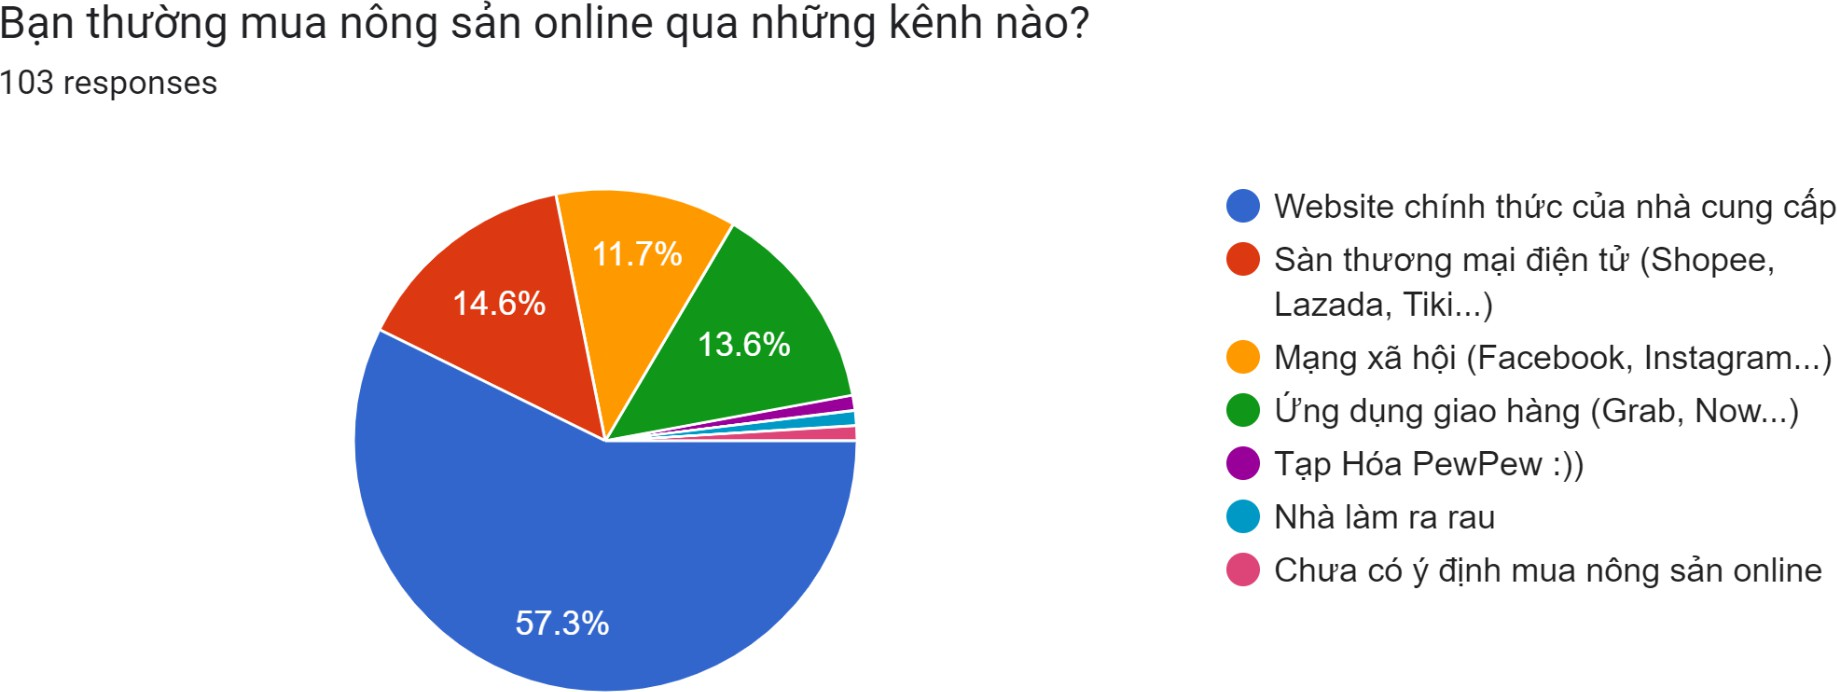 Bạn thường mua nông sản online qua những kênh nào?
103 responses
11.7%
14.6%
13.6%
57.3%
Website chính thức của nhà cung cấp
Sàn thương mại điện tử (Shopee,
Lazada, Tiki...)
Mạng xã hội (Facebook, Instagram...)
Ứng dụng giao hàng (Grab, Now...)
Tạp Hóa PewPew :))
Nhà làm ra rau
Chưa có ý định mua nông sản online